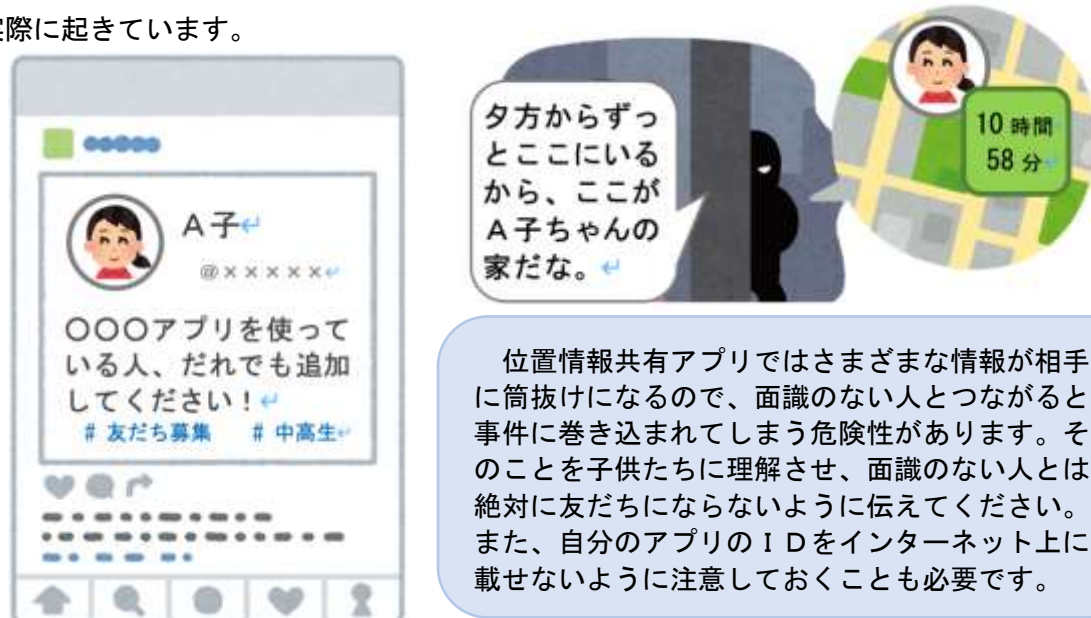 実際に起きています。
A子
@×××××
〇〇〇アプリを使って
いる人、だれでも追加
してください！
# 友だち募集 # 中高生
夕方からずっ
とここにいる
から、ここが
A子ちゃんの
家だな。
10 時間
58 分
位置情報共有アプリではさまざまな情報が相手
に筒抜けになるので、面識のない人とつながると
事件に巻き込まれてしまう危険性があります。そ
のことを子供たちに理解させ、面識のない人とは
絶対に友だちにならないように伝えてください。
また、自分のアプリのＩＤをインターネット上に
載せないように注意しておくことも必要です。